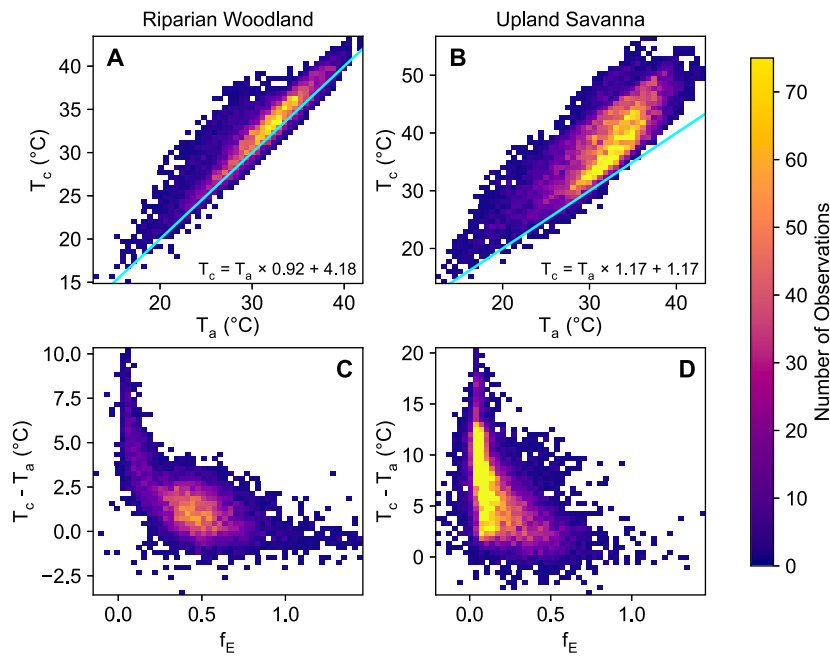 Riparian Woodland
Upland Savanna
A
40
35
30
25
20
15
T_c (°C)
20
30
40
T_a (°C)
T_c = T_a × 0.92 + 4.18
B
50
40
30
20
T_c (°C)
20
30
40
T_a (°C)
T_c = T_a × 1.17 + 1.17
C
10.0
7.5
5.0
2.5
0.0
−2.5
T_c - T_a (°C)
0.0
0.5
1.0
f_E
D
20
15
10
5
0
T_c - T_a (°C)
0.0
0.5
1.0
f_E
70
60
50
40
30
20
10
0
Number of Observations